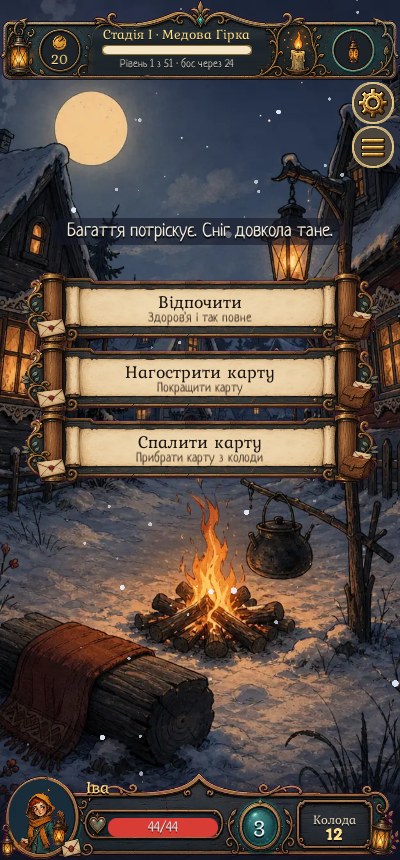 Стадія I · Медова Гірка
20
Рівень 1 з 51 · бос через 24
Багаття потріскує. Сніг довкола тане.
Відпочити
Здоров'я і так повне
Нагострити карту
Покращити карту
Спалити карту
Прибрати карту з колоди
Іва
44/44
3
Колода
12